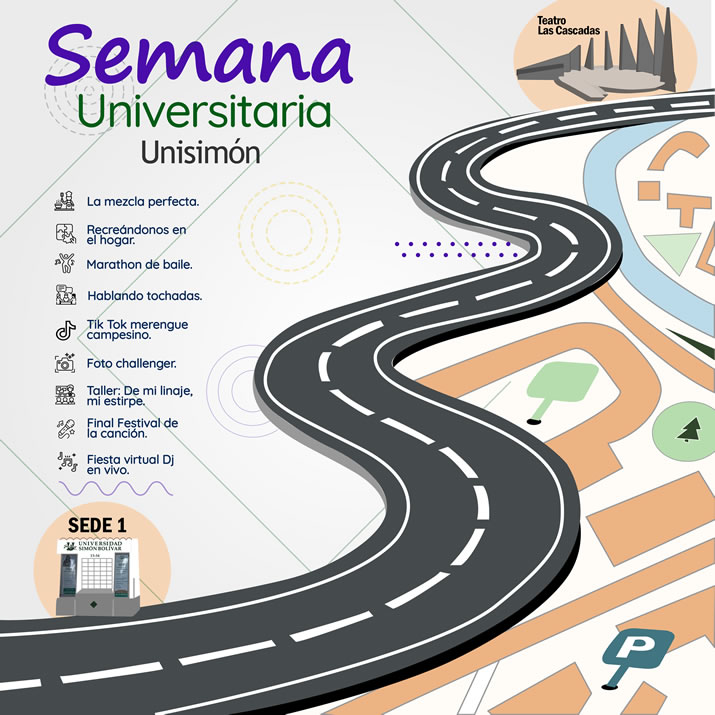 Semana
Universitaria
Unisimón
Teatro
Las Cascadas
La mezcla perfecta.
Recreándonos en
el hogar.
Marathon de baile.
Hablando tochadas.
Tik Tok merengue
campesino.
Foto challenger.
Taller: De mi linaje,
mi estirpe.
Final Festival de
la canción.
Fiesta virtual Dj
en vivo.
SEDE 1
UNIVERSIDAD
SIMÓN BOLÍVAR
P